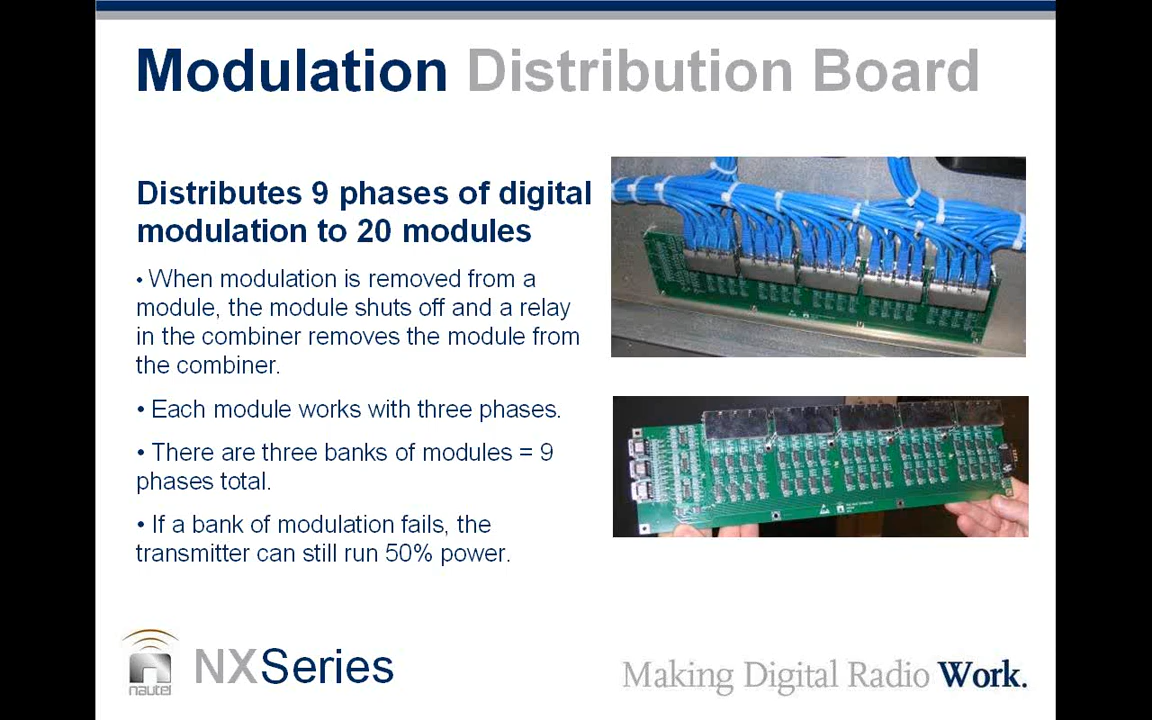 Modulation Distribution Board
Distributes 9 phases of digital
modulation to 20 modules
• When modulation is removed from a
module, the module shuts off and a relay
in the combiner removes the module from
the combiner.
• Each module works with three phases.
• There are three banks of modules = 9
phases total.
• If a bank of modulation fails, the
transmitter can still run 50% power.
nautel
NXSeries
Making Digital Radio Work.